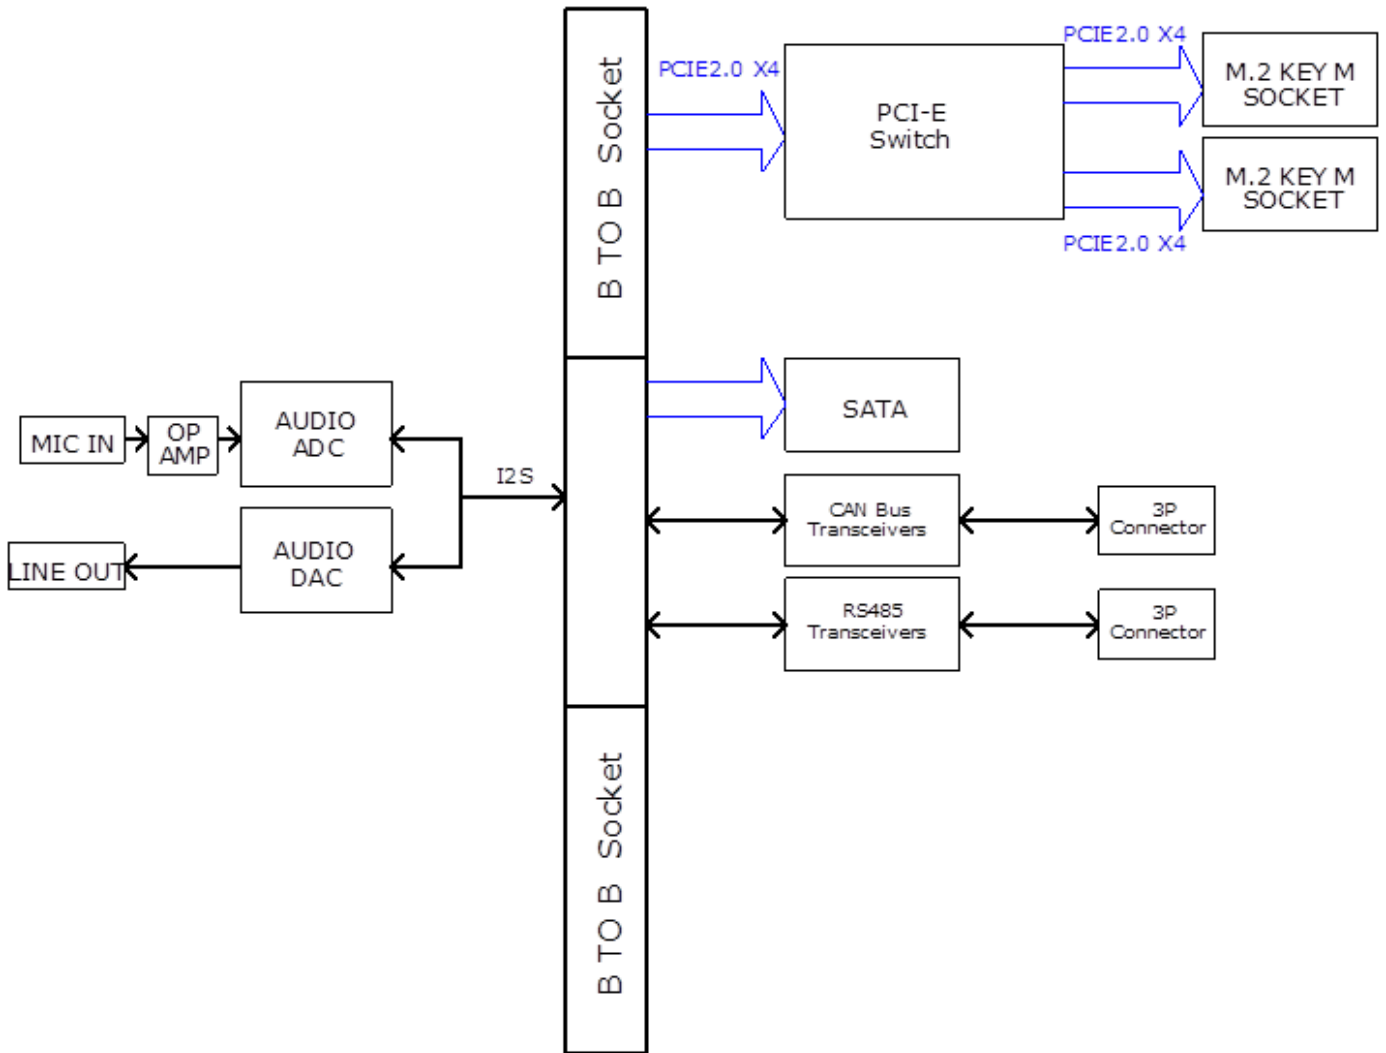 PCIE2.0 X4
PCIE2.0 X4
M.2 KEY M
SOCKET
PCI-E
Switch
M.2 KEY M
SOCKET
PCIE2.0 X4
B TO B Socket
SATA
AUDIO
ADC
OP
AMP
MIC IN
I2S
CAN Bus
Transceivers
3P
Connector
AUDIO
DAC
LINE OUT
RS485
Transceivers
3P
Connector
B TO B Socket